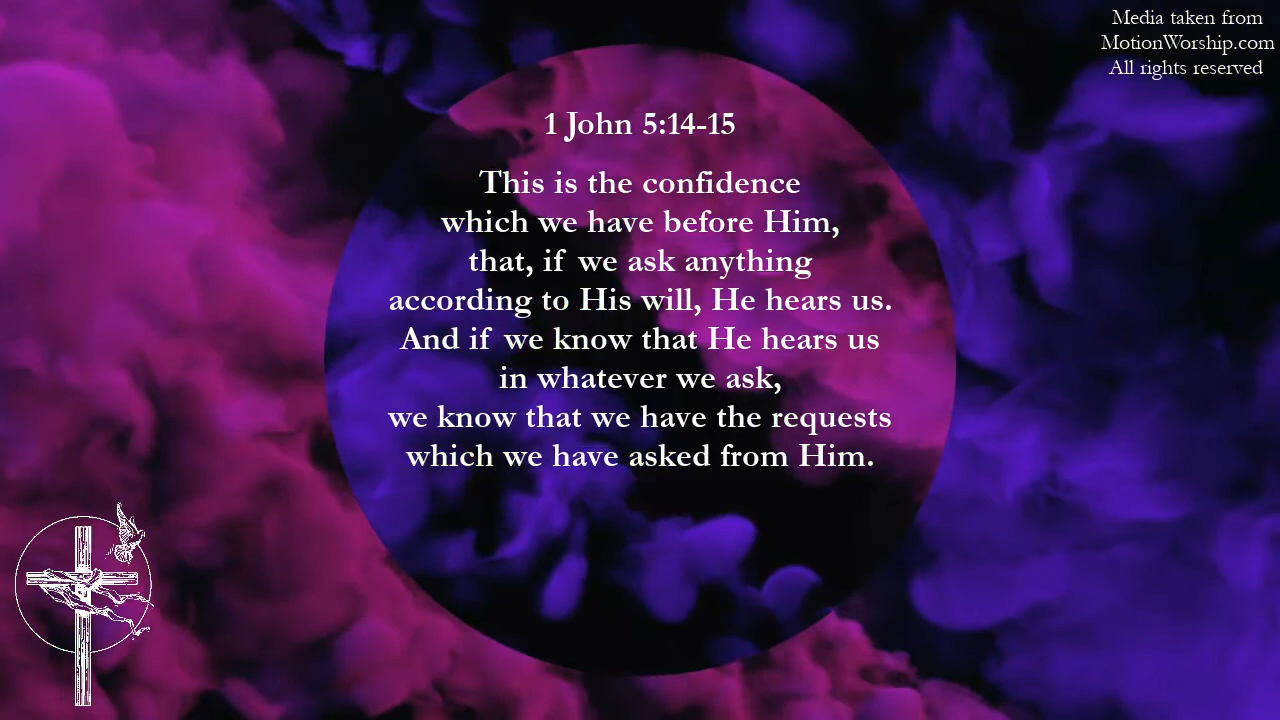 Media taken from
MotionWorship.com
All rights reserved
1 John 5:14-15
This is the confidence
which we have before Him,
that, if we ask anything
according to His will, He hears us.
And if we know that He hears us
in whatever we ask,
we know that we have the requests
which we have asked from Him.